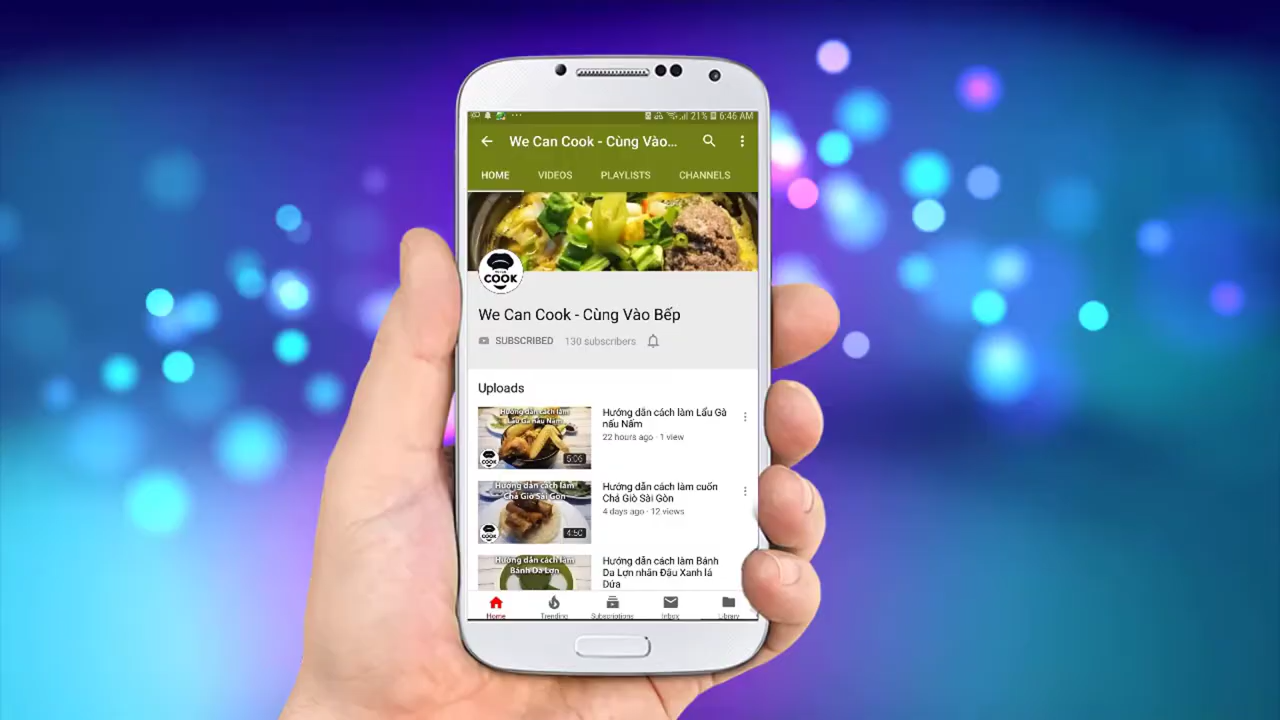 21% 6:46 AM
We Can Cook - Cùng Vào...
HOME VIDEOS PLAYLISTS CHANNELS
COOK
We Can Cook - Cùng Vào Bếp
SUBSCRIBED 130 subscribers
Uploads
Hướng dẫn cách làm
Lẩu Gà nấu Nấm
COOK
5:06
Hướng dẫn cách làm Lẩu Gà
nấu Nấm
22 hours ago · 1 view
Hướng dẫn cách làm
Chả Giò Sài Gòn
COOK
4:50
Hướng dẫn cách làm cuốn
Chả Giò Sài Gòn
4 days ago · 12 views
Hướng dẫn cách làm
Bánh Da Lợn
Hướng dẫn cách làm Bánh
Da Lợn nhân Đậu Xanh lá
Dứa
Home Trending Subscriptions Inbox Library